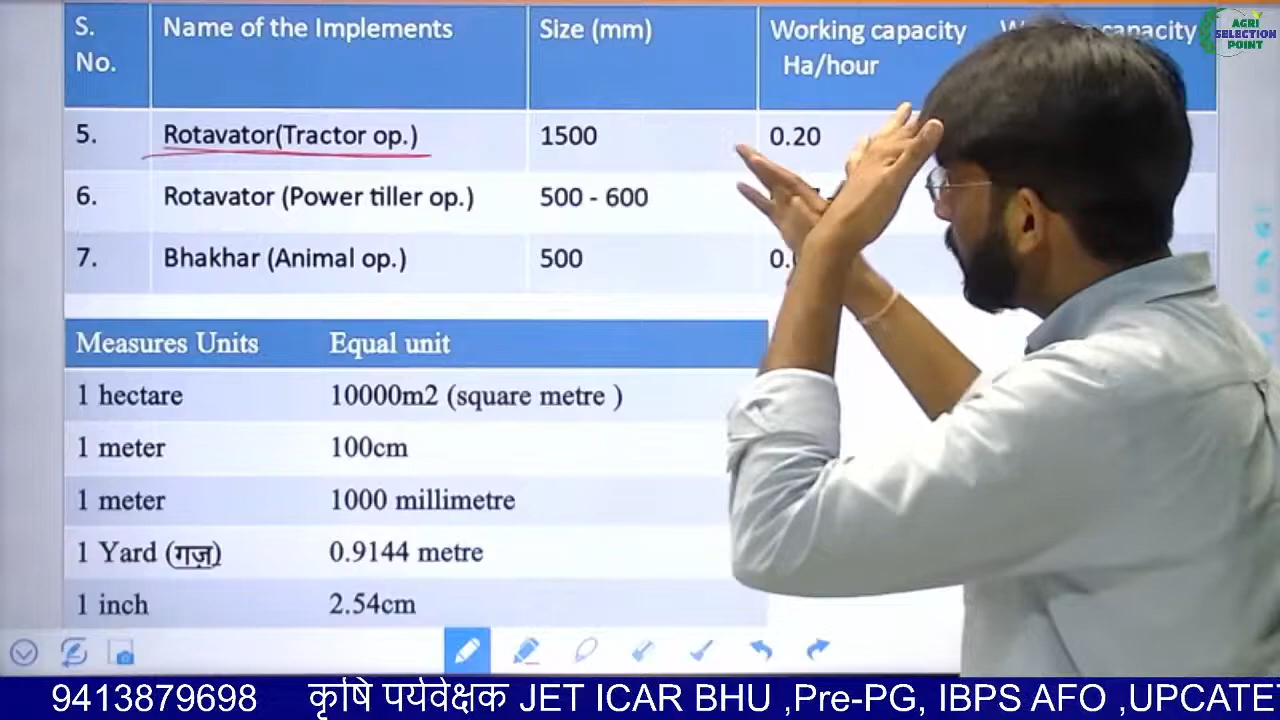 S. No. Name of the Implements Size (mm) Working capacity Ha/hour capacity
5. Rotavator(Tractor op.) 1500 0.20
6. Rotavator (Power tiller op.) 500 - 600
7. Bhakhar (Animal op.) 500
Measures Units Equal unit
1 hectare 10000m2 (square metre )
1 meter 100cm
1 meter 1000 millimetre
1 Yard (गज़) 0.9144 metre
1 inch 2.54cm
AGRI
SELECTION
POINT
9413879698 कृषि पर्यवेक्षक JET ICAR BHU ,Pre-PG, IBPS AFO ,UPCATET